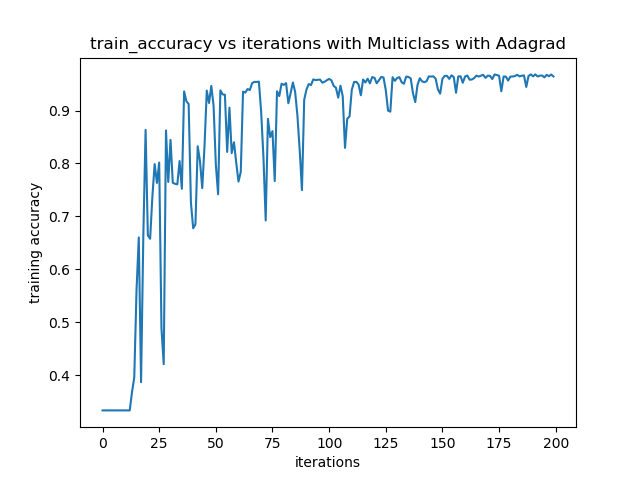 train_accuracy vs iterations with Multiclass with Adagrad
training accuracy
0.9
0.8
0.7
0.6
0.5
0.4
0 25 50 75 100 125 150 175 200
iterations